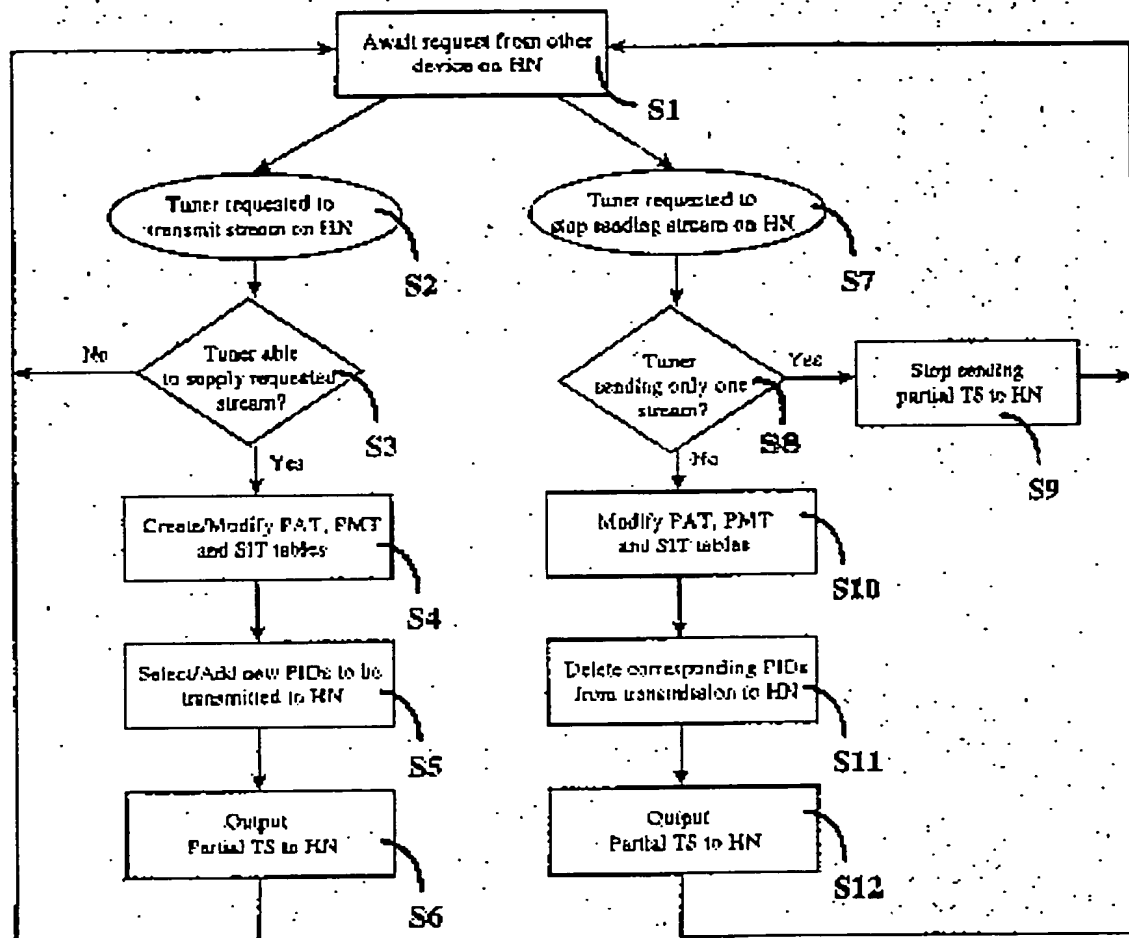 Await request from other
device on HN
S1
Tuner requested to
transmit stream on HN
S2
Tuner able
to supply requested
stream?
S3
No
Yes
Create/Modify PAT, PMT
and SIT tables
S4
Select/Add new PIDs to be
transmitted to HN
S5
Output
Partial TS to HN
S6
Tuner requested to
stop sending stream on HN
S7
Tuner
sending only one
stream?
S8
Yes
No
Stop sending
partial TS to HN
S9
Modify PAT, PMT
and SIT tables
S10
Delete corresponding PIDs
from transmission to HN
S11
Output
Partial TS to HN
S12